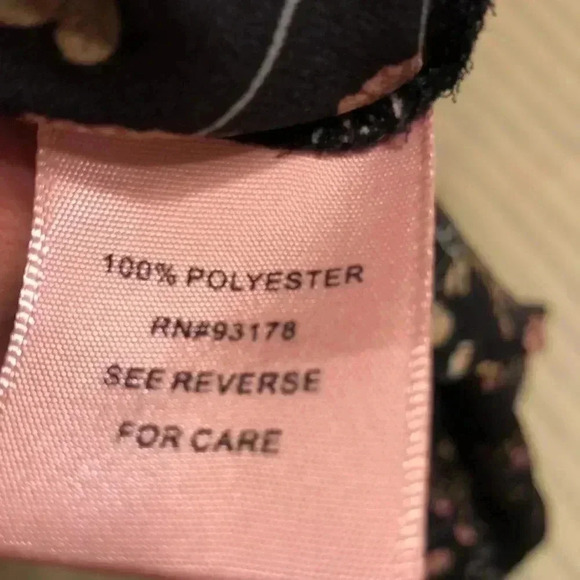 100% POLYESTER
RN#93178
SEE REVERSE
FOR CARE